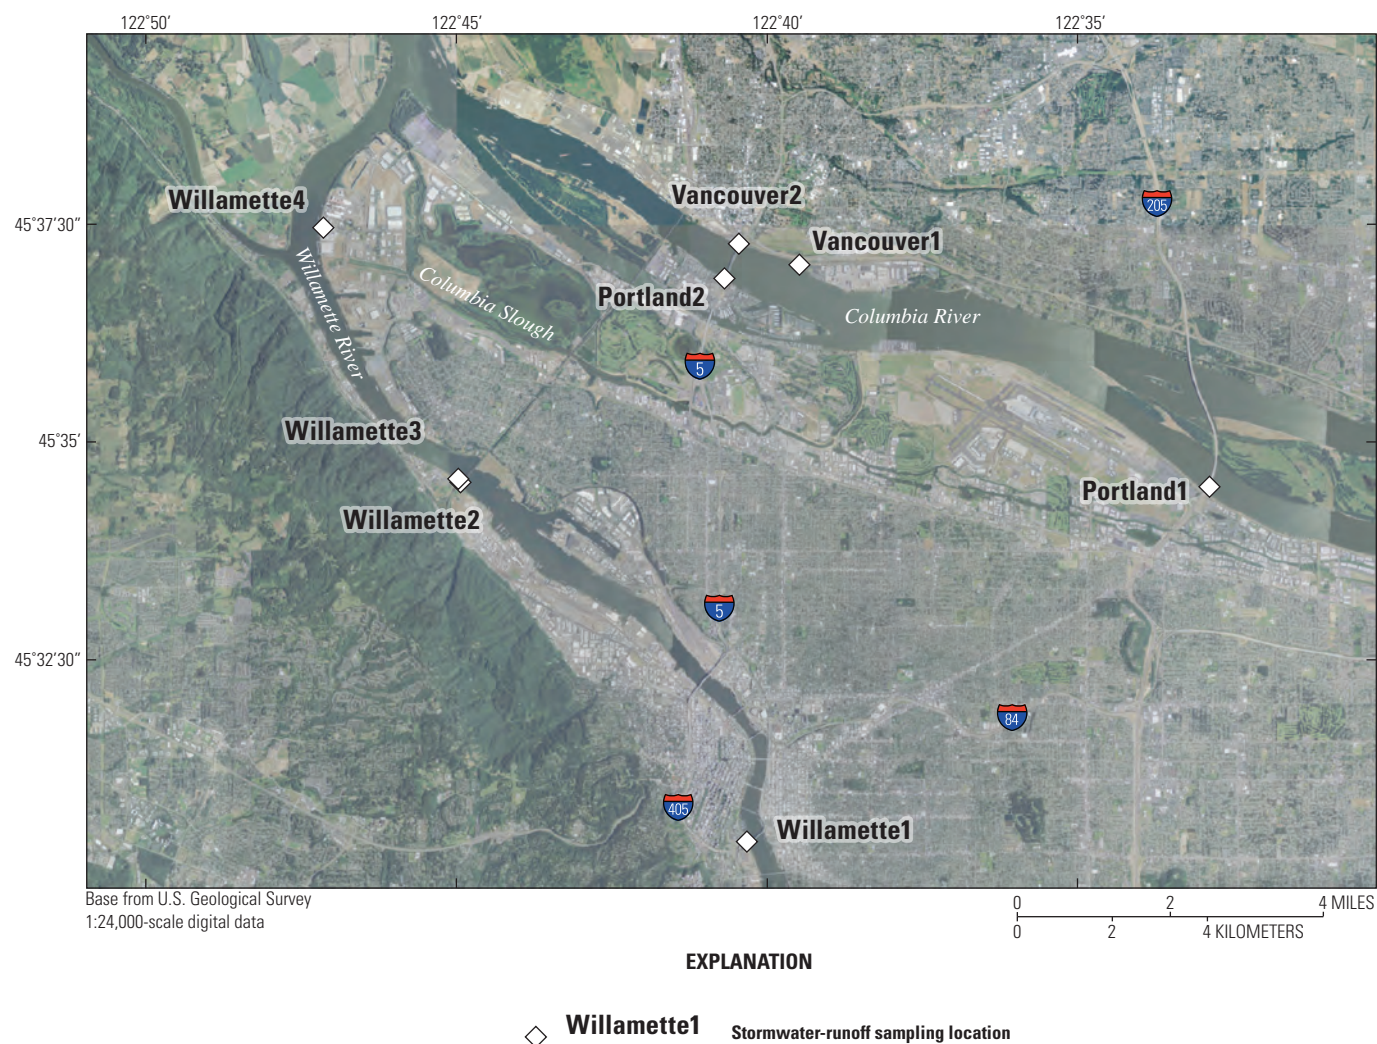 122°50’ 122°45’ 122°40’ 122°35’
Willamette4
Vancouver2
205
45°37’30”
Vancouver1
Willamette River
Columbia Slough
Portland2
Columbia River
5
Willamette3
45°35’
Portland1
Willamette2
5
45°32’30”
84
405
Willamette1
Base from U.S. Geological Survey
1:24,000-scale digital data
0 2 4 MILES
0 2 4 KILOMETERS
EXPLANATION
Willamette1 Stormwater-runoff sampling location